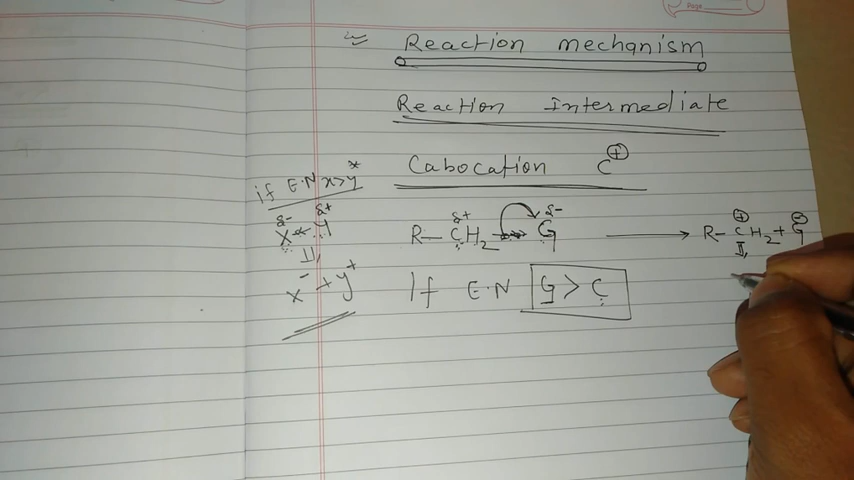 Reaction mechanism
Reaction Intermediate
Cabocation C⊕
if E.N x>y
δ- δ+
X Y
x⁻ + y⁺
δ+ δ-
R—CH₂—G ⟶ R—CH₂ + G
⊕ ⊖
If E.N G > C